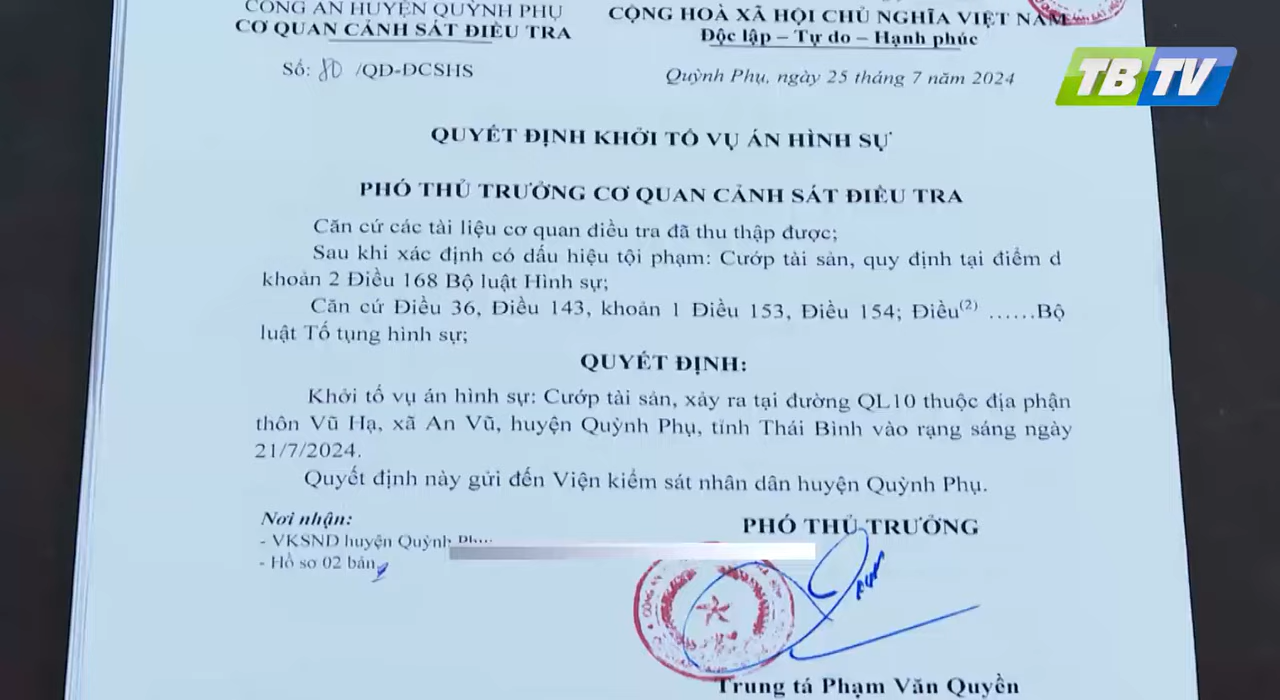 CÔNG AN HUYỆN QUỲNH PHỤ
CƠ QUAN CẢNH SÁT ĐIỀU TRA
CỘNG HOÀ XÃ HỘI CHỦ NGHĨA VIỆT NAM
Độc lập – Tự do – Hạnh phúc
Số: 80 /QĐ-ĐCSHS
Quỳnh Phụ, ngày 25 tháng 7 năm 2024
TBTV
QUYẾT ĐỊNH KHỞI TỐ VỤ ÁN HÌNH SỰ
PHÓ THỦ TRƯỞNG CƠ QUAN CẢNH SÁT ĐIỀU TRA
Căn cứ các tài liệu cơ quan điều tra đã thu thập được;
Sau khi xác định có dấu hiệu tội phạm: Cướp tài sản, quy định tại điểm d
khoản 2 Điều 168 Bộ luật Hình sự;
Căn cứ Điều 36, Điều 143, khoản 1 Điều 153, Điều 154; Điều⁽²⁾ ……Bộ
luật Tố tụng hình sự;
QUYẾT ĐỊNH:
Khởi tố vụ án hình sự: Cướp tài sản, xảy ra tại đường QL10 thuộc địa phận
thôn Vũ Hạ, xã An Vũ, huyện Quỳnh Phụ, tỉnh Thái Bình vào rạng sáng ngày
21/7/2024.
Quyết định này gửi đến Viện kiểm sát nhân dân huyện Quỳnh Phụ.
Nơi nhận:
- VKSND huyện Quỳnh
- Hồ sơ 02 bản
PHÓ THỦ TRƯỞNG
Trung tá Phạm Văn Quyền